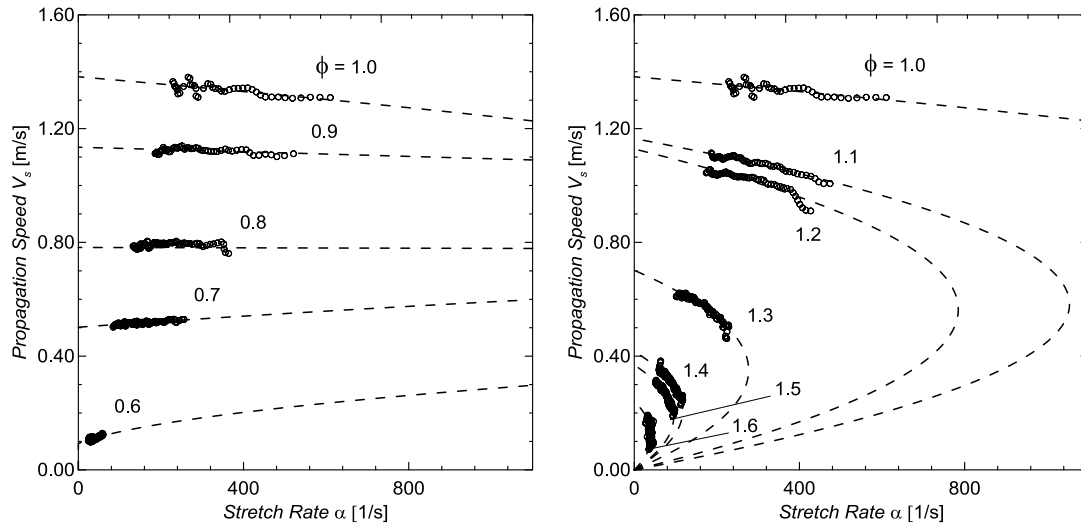 1.60
1.20
0.80
0.40
0.00
Propagation Speed Vs [m/s]
ϕ = 1.0
0.9
0.8
0.7
0.6
0 400 800
Stretch Rate α [1/s]
1.60
1.20
0.80
0.40
0.00
Propagation Speed Vs [m/s]
ϕ = 1.0
1.1
1.2
1.3
1.4
1.5
1.6
0 400 800
Stretch Rate α [1/s]